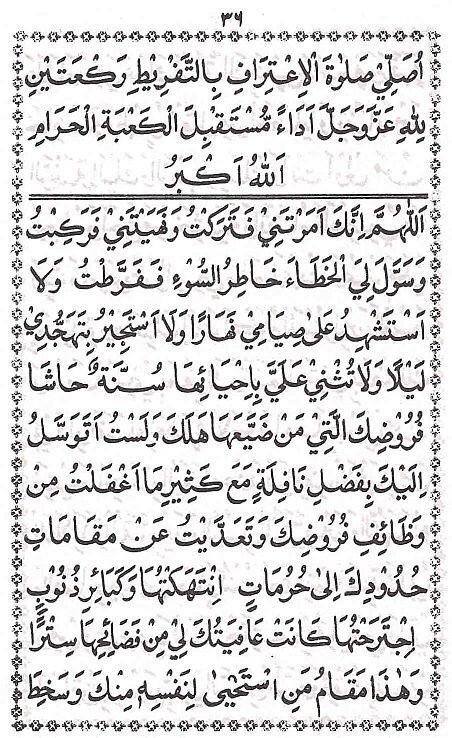 ٣٦
اُصَلِّيْ صَلٰوةَ الْاِعْتِرَافِ بِالتَّفْرِيْطِ رَكْعَتَيْنِ
لِلّٰهِ عَزَّوَجَلَّ اَدَاءً مُّسْتَقْبِلَ الْكَعْبَةِ الْحَرَامِ
اَللّٰهُ اَكْبَرُ
اَللّٰهُمَّ اِنَّكَ اَمَرْتَنِيْ فَتَرَكْتُ وَنَهَيْتَنِيْ فَرَكِبْتُ
وَسَوَّلَ لِيَ الْخَطَاءَ خَاطِرُ السُّوْءِ فَفَرَّطْتُ وَلَا
اَسْتَشْهِدُ عَلٰى صِيَامِيْ نَهَارًا وَلَا اَسْتَجِيْرُ بِتَهَجُّدِيْ
لَيْلًا وَلَا تُثْنِيْ عَلَيَّ بِاِحْيَائِهَا سُنَّةٌ حَاشَا
فُرُوْضِكَ الَّتِيْ مَنْ ضَيَّعَهَا هَلَكَ وَلَسْتُ اَتَوَسَّلُ
اِلَيْكَ بِفَضْلِ نَافِلَةٍ مَعَ كَثِيْرِ مَا اَغْفَلْتُ مِنْ
وَظَائِفِ فُرُوْضِكَ وَتَعَدَّيْتُ عَنْ مَقَامَاتِ
حُدُوْدِكَ اِلٰى حُرُمَاتٍ اِنْتَهَكْتُهَا وَكَبَائِرِ ذُنُوْبٍ
اِجْتَرَحْتُهَا كَانَتْ عَافِيَتُكَ لِيْ مِنْ فَضَائِحِهَا سِتْرًا
وَهٰذَا مَقَامُ مَنِ اسْتَحْيٰى لِنَفْسِهٖ مِنْكَ وَسَخِطَ